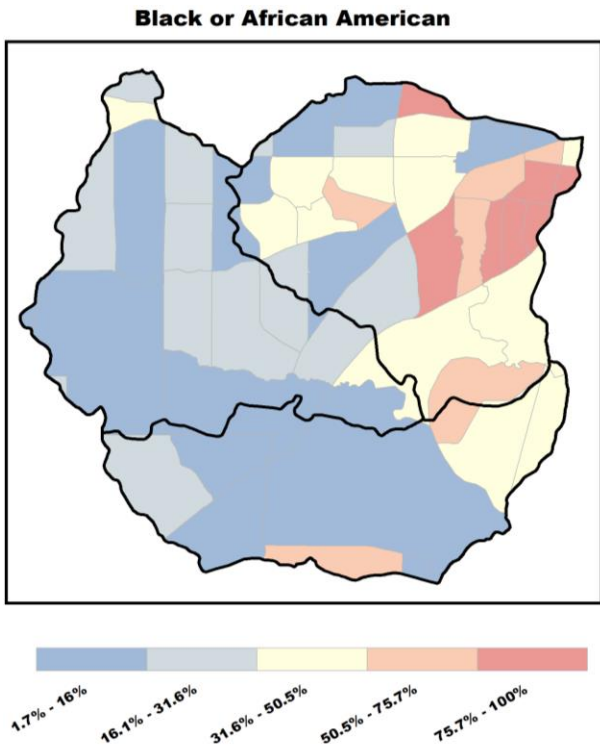 Black or African American
1.7% - 16%
16.1% - 31.6%
31.6% - 50.5%
50.5% - 75.7%
75.7% - 100%